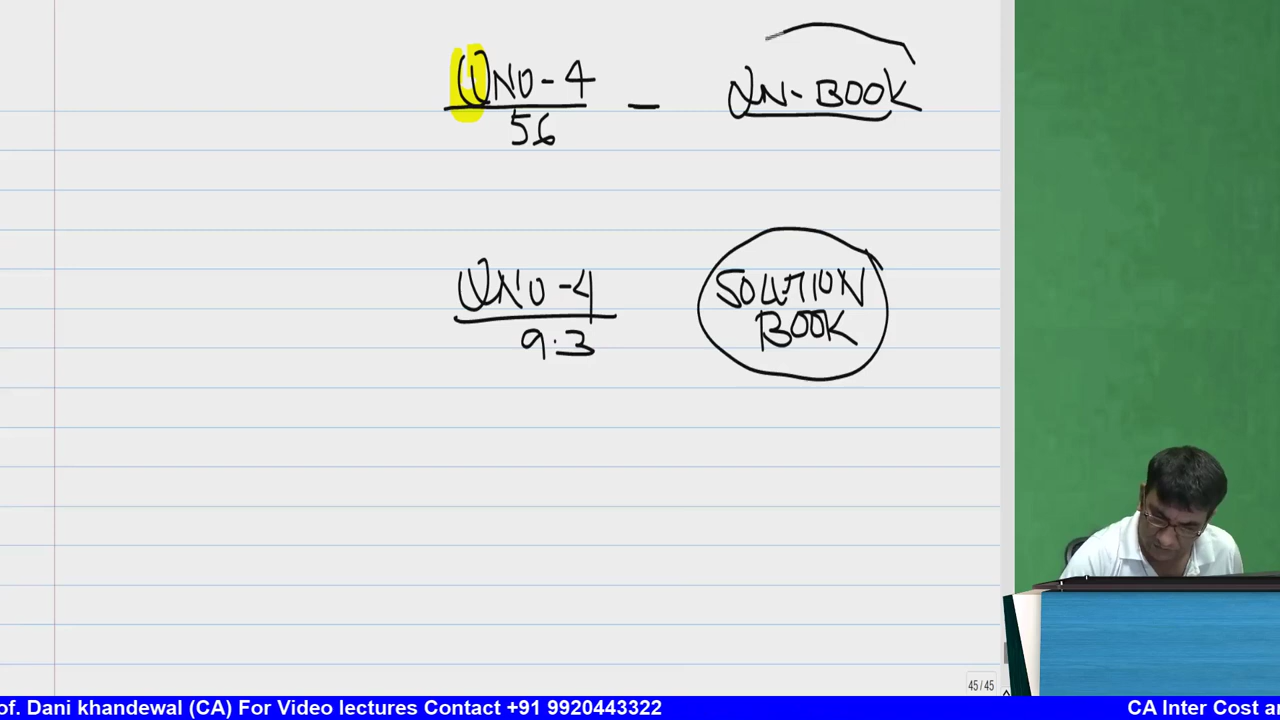 QNO-4 - QN-BOOK
56
QNO-4 SOLUTION
9.3 BOOK
45/45
of. Dani khandewal (CA) For Video lectures Contact +91 9920443322 CA Inter Cost a